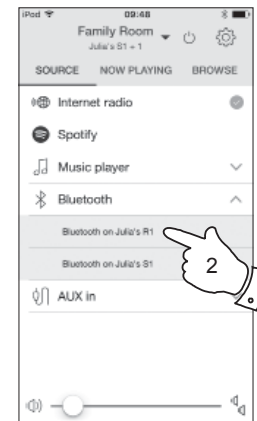 iPod 09:48
Family Room
Julia's S1 + 1
SOURCE NOW PLAYING BROWSE
Internet radio
Spotify
Music player
Bluetooth
Bluetooth on Julia's R1
Bluetooth on Julia's S1
2
AUX in